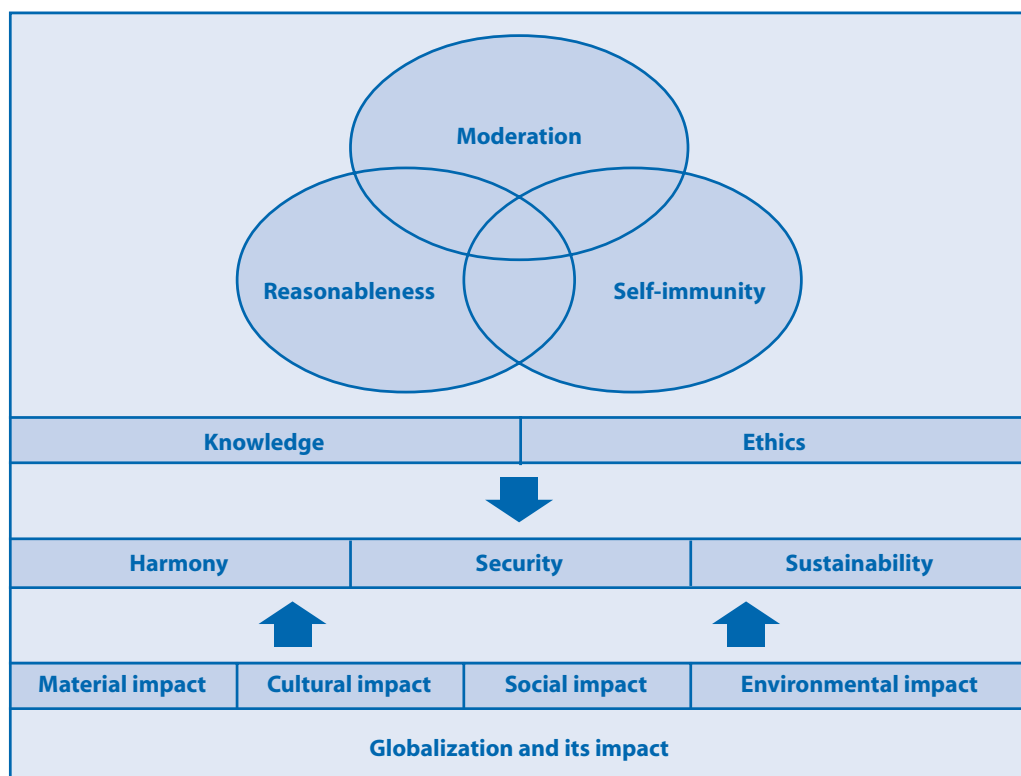 Moderation
Reasonableness
Self-immunity
Knowledge
Ethics
Harmony
Security
Sustainability
Material impact
Cultural impact
Social impact
Environmental impact
Globalization and its impact